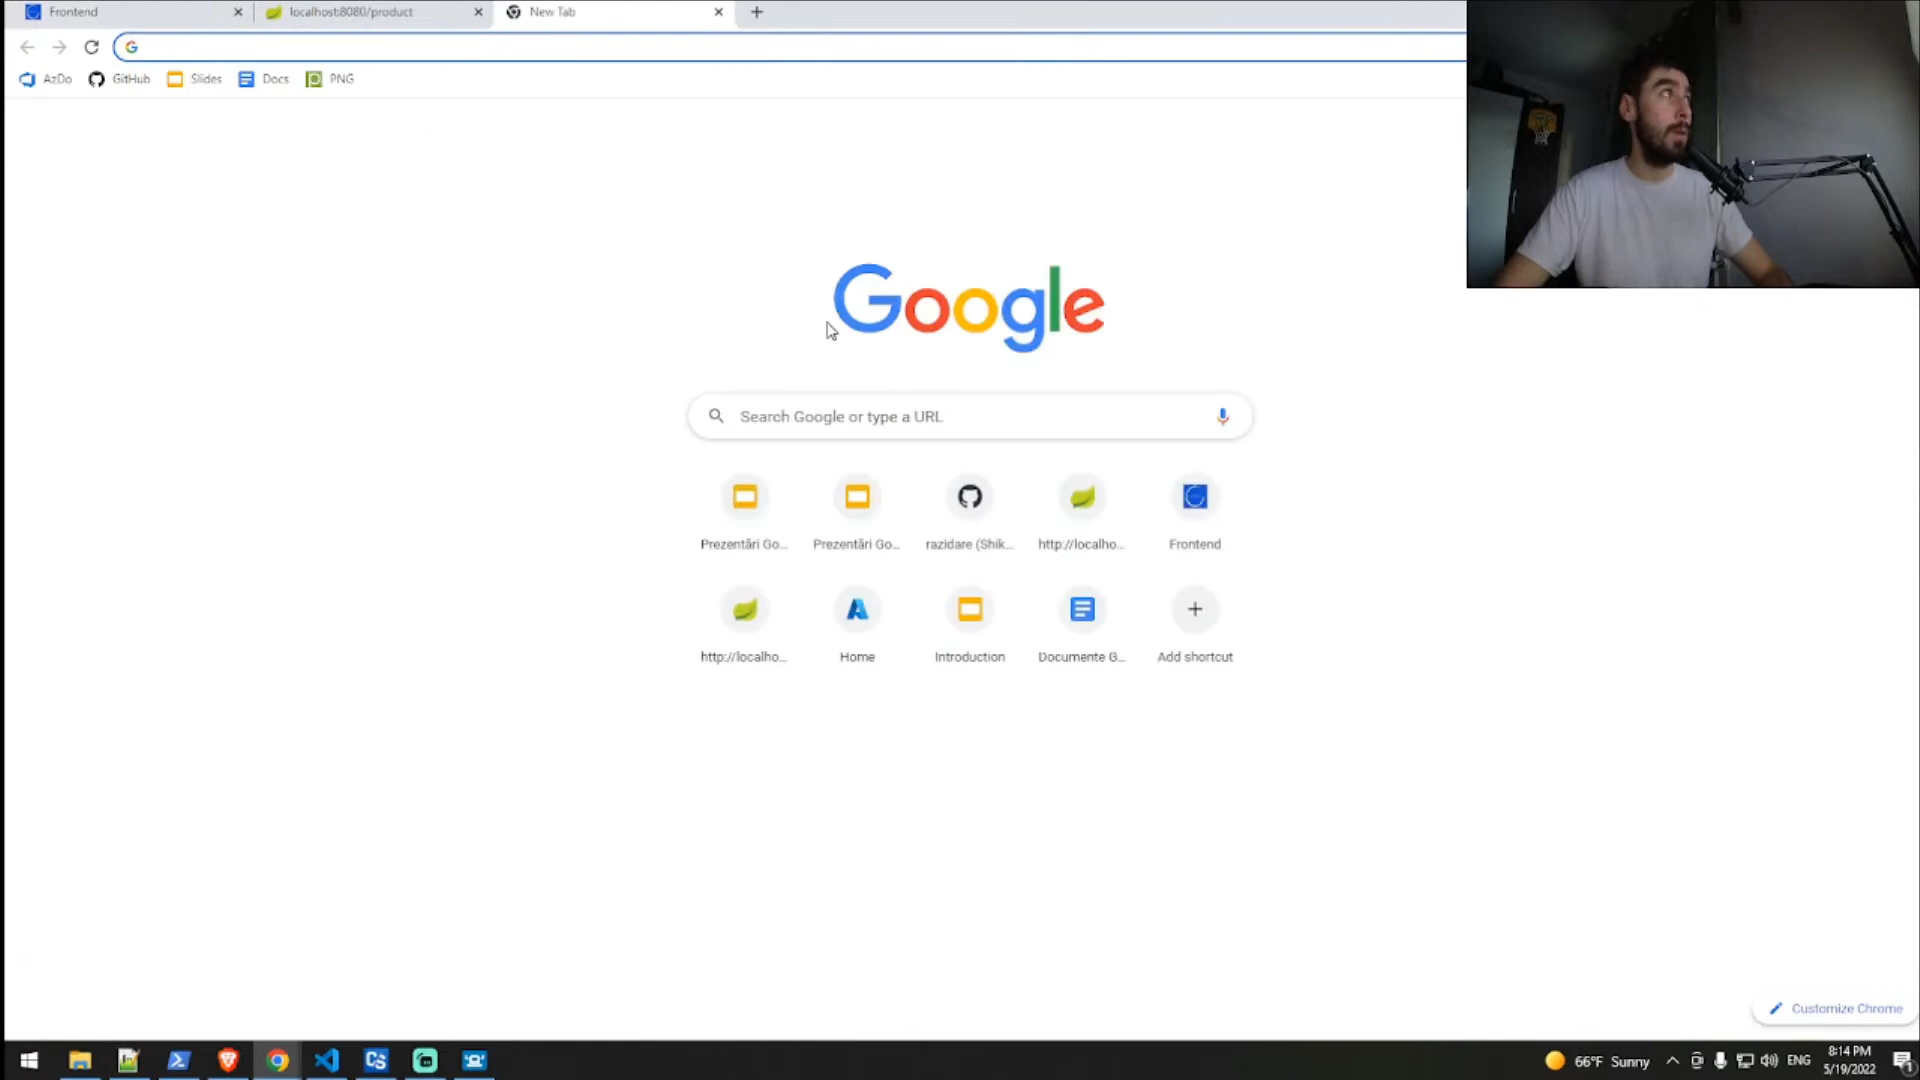 Frontend
localhost:8080/product
New Tab
AzDo
GitHub
Slides
Docs
PNG
Google
Search Google or type a URL
Prezentări Go...
Prezentări Go...
razidare (Shik...
http://localho...
Frontend
http://localho...
Home
Introduction
Documente G...
Add shortcut
Customize Chrome
66°F Sunny
ENG
8:14 PM
5/19/2022